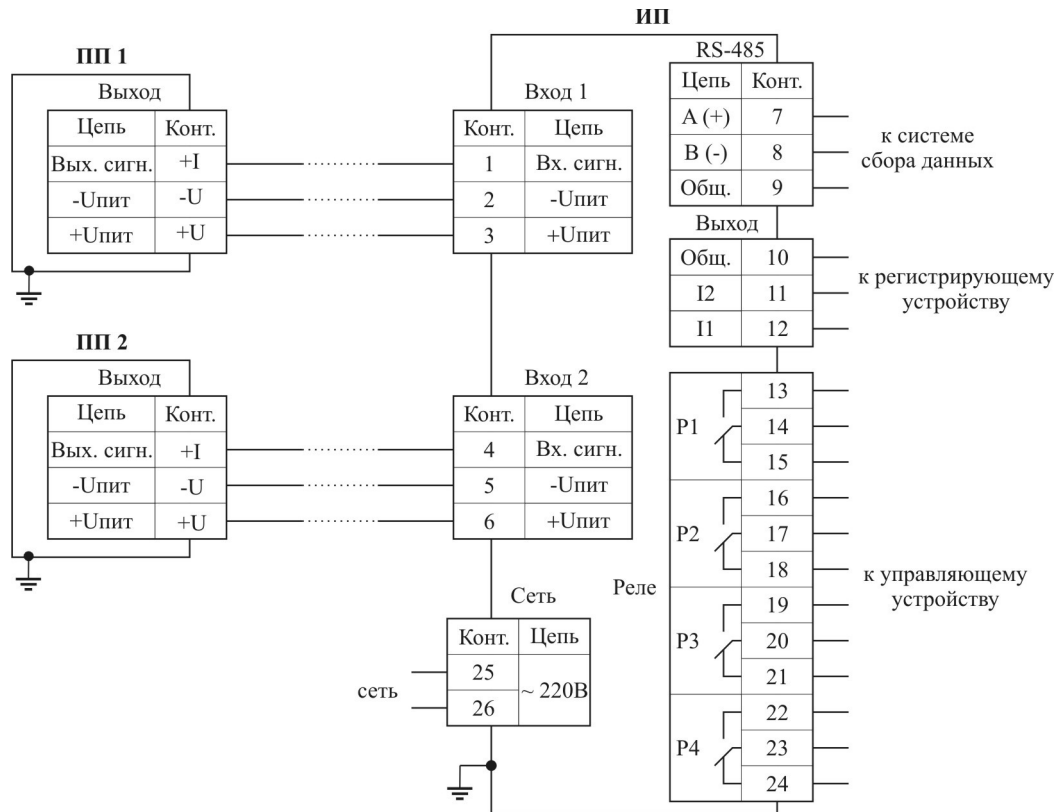 ИП
ПП 1
Выход
Цепь Конт.
Вых. сигн. +I
-Uпит -U
+Uпит +U
Вход 1
Конт. Цепь
1 Вх. сигн.
2 -Uпит
3 +Uпит
RS-485
Цепь Конт.
A (+) 7
B (-) 8
Общ. 9
к системе
сбора данных
Выход
Общ. 10
I2 11
I1 12
к регистрирующему
устройству
ПП 2
Выход
Цепь Конт.
Вых. сигн. +I
-Uпит -U
+Uпит +U
Вход 2
Конт. Цепь
4 Вх. сигн.
5 -Uпит
6 +Uпит
Реле
P1
13
14
15
P2
16
17
18
P3
19
20
21
P4
22
23
24
к управляющему
устройству
Сеть
Конт. Цепь
25
26
~ 220В
сеть